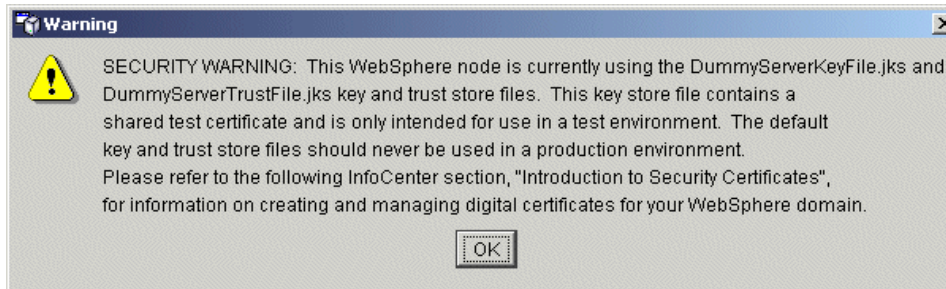 Warning
SECURITY WARNING: This WebSphere node is currently using the DummyServerKeyFile.jks and
DummyServerTrustFile.jks key and trust store files. This key store file contains a
shared test certificate and is only intended for use in a test environment. The default
key and trust store files should never be used in a production environment.
Please refer to the following InfoCenter section, "Introduction to Security Certificates",
for information on creating and managing digital certificates for your WebSphere domain.
OK